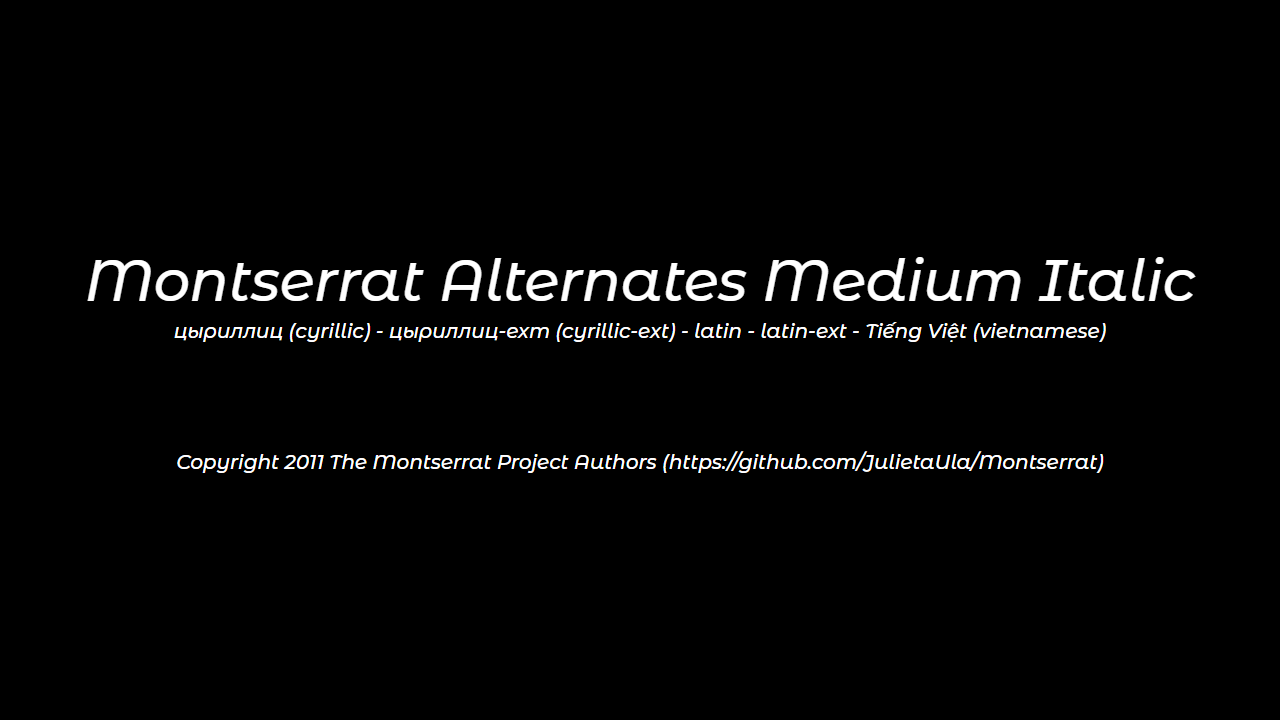 Montserrat Alternates Medium Italic
цыриллиц (cyrillic) - цыриллиц-ехт (cyrillic-ext) - latin - latin-ext - Tiếng Việt (vietnamese)
Copyright 2011 The Montserrat Project Authors (https://github.com/JulietaUla/Montserrat)